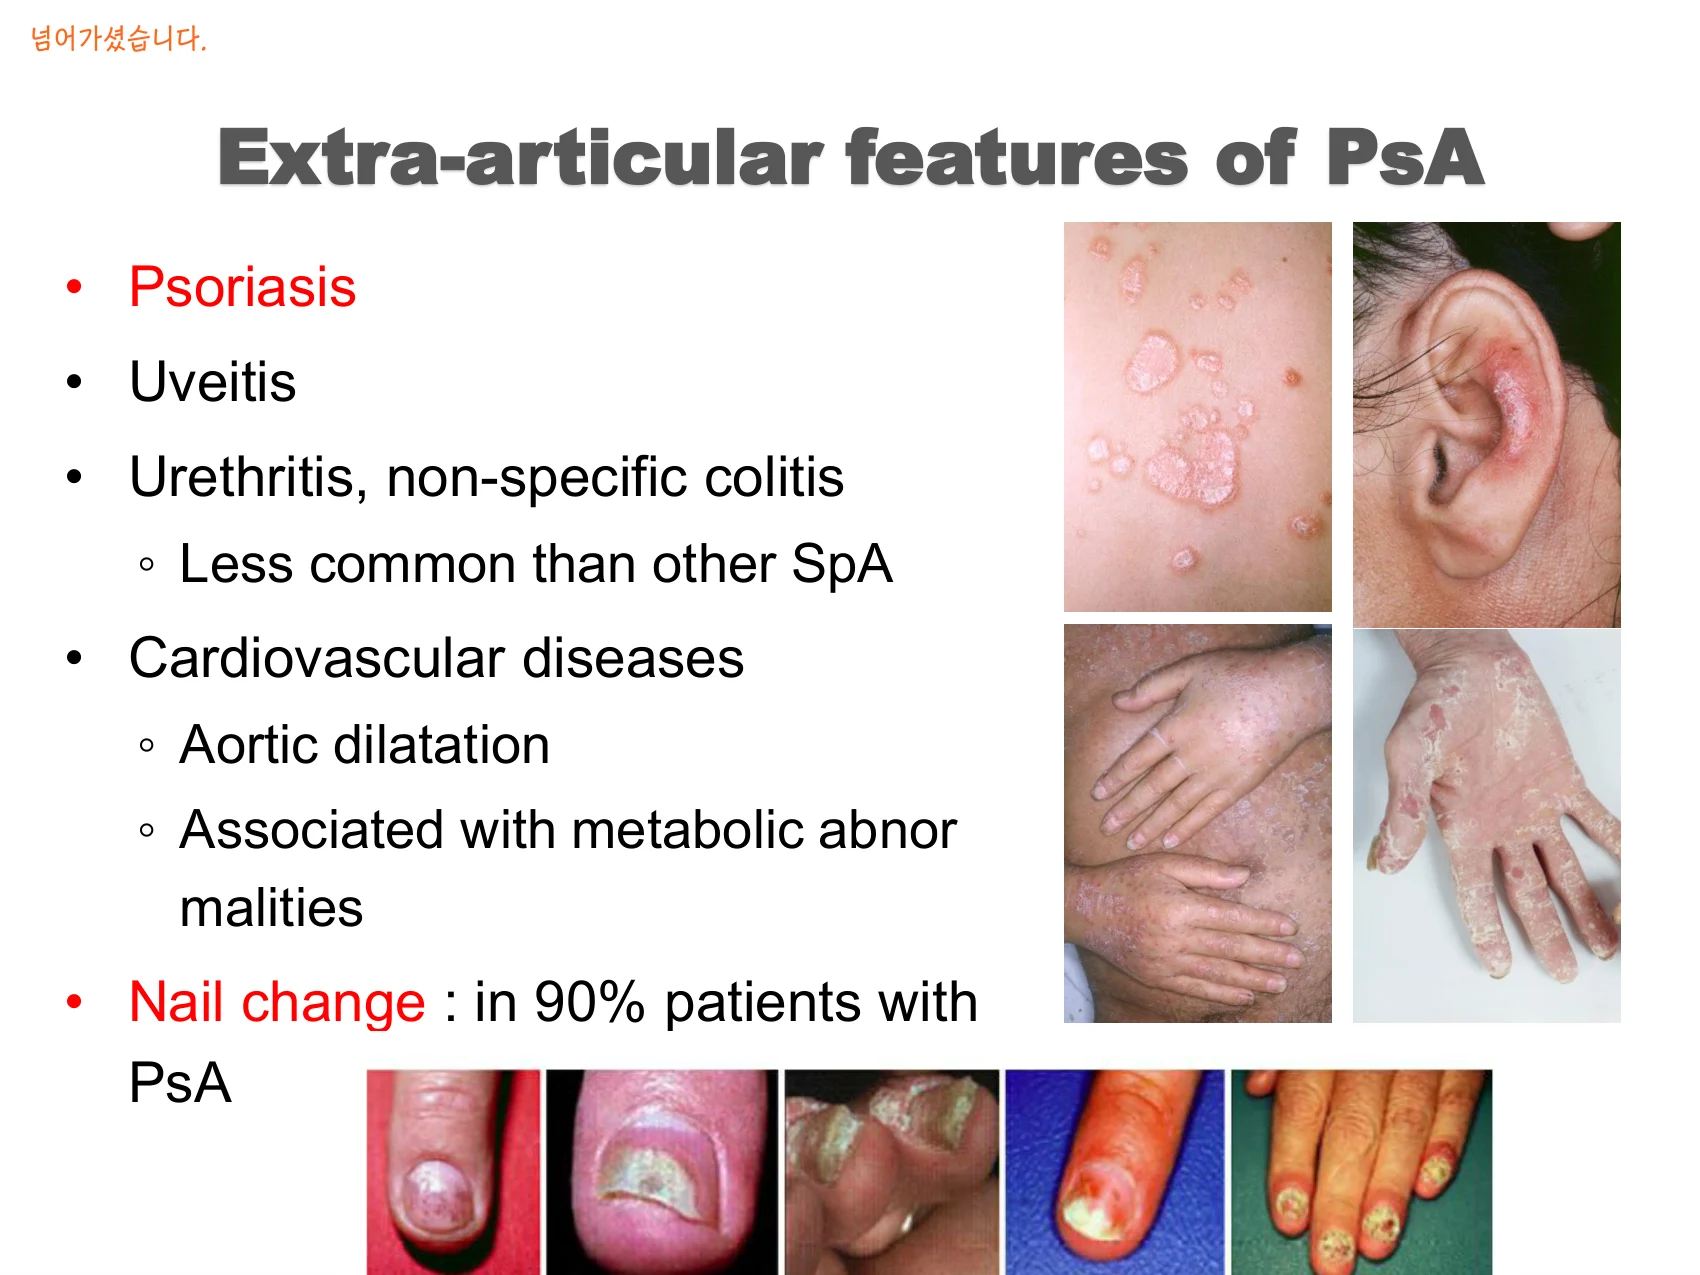 넘어가셨습니다.
Extra-articular features of PsA
• Psoriasis
• Uveitis
• Urethritis, non-specific colitis
◦ Less common than other SpA
• Cardiovascular diseases
◦ Aortic dilatation
◦ Associated with metabolic abnor
malities
• Nail change : in 90% patients with
PsA